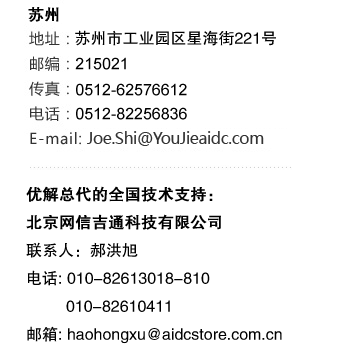 苏州
地址：苏州市工业园区星海街221号
邮编：215021
传真：0512-62576612
电话：0512-82256836
E-mail: Joe.Shi@YouJieaidc.com
优解总代的全国技术支持：
北京网信吉通科技有限公司
联系人：郝洪旭
电话: 010-82613018-810
010-82610411
邮箱: haohongxu@aidcstore.com.cn